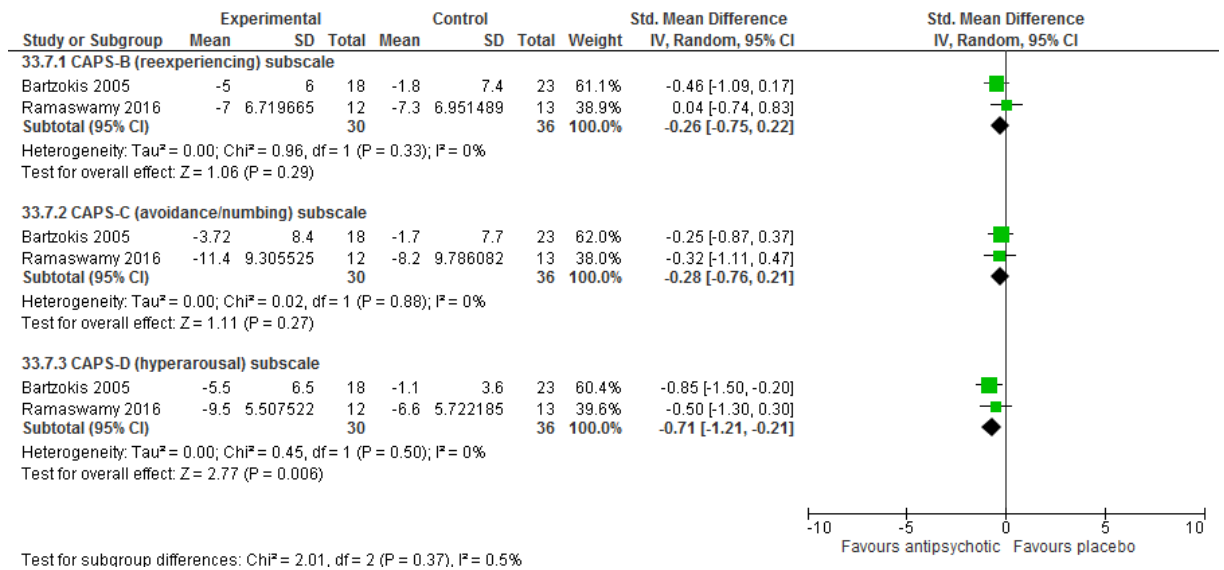 Experimental Control Std. Mean Difference Std. Mean Difference
Study or Subgroup Mean SD Total Mean SD Total Weight IV, Random, 95% CI IV, Random, 95% CI
33.7.1 CAPS-B (reexperiencing) subscale
Bartzokis 2005 -5 6 18 -1.8 7.4 23 61.1% -0.46 [-1.09, 0.17]
Ramaswamy 2016 -7 6.719665 12 -7.3 6.951489 13 38.9% 0.04 [-0.74, 0.83]
Subtotal (95% CI) 30 36 100.0% -0.26 [-0.75, 0.22]
Heterogeneity: Tau² = 0.00; Chi² = 0.96, df = 1 (P = 0.33); I² = 0%
Test for overall effect: Z = 1.06 (P = 0.29)
33.7.2 CAPS-C (avoidance/numbing) subscale
Bartzokis 2005 -3.72 8.4 18 -1.7 7.7 23 62.0% -0.25 [-0.87, 0.37]
Ramaswamy 2016 -11.4 9.305525 12 -8.2 9.786082 13 38.0% -0.32 [-1.11, 0.47]
Subtotal (95% CI) 30 36 100.0% -0.28 [-0.76, 0.21]
Heterogeneity: Tau² = 0.00; Chi² = 0.02, df = 1 (P = 0.88); I² = 0%
Test for overall effect: Z = 1.11 (P = 0.27)
33.7.3 CAPS-D (hyperarousal) subscale
Bartzokis 2005 -5.5 6.5 18 -1.1 3.6 23 60.4% -0.85 [-1.50, -0.20]
Ramaswamy 2016 -9.5 5.507522 12 -6.6 5.722185 13 39.6% -0.50 [-1.30, 0.30]
Subtotal (95% CI) 30 36 100.0% -0.71 [-1.21, -0.21]
Heterogeneity: Tau² = 0.00; Chi² = 0.45, df = 1 (P = 0.50); I² = 0%
Test for overall effect: Z = 2.77 (P = 0.006)
-10 -5 0 5 10
Favours antipsychotic Favours placebo
Test for subgroup differences: Chi² = 2.01, df = 2 (P = 0.37), I² = 0.5%